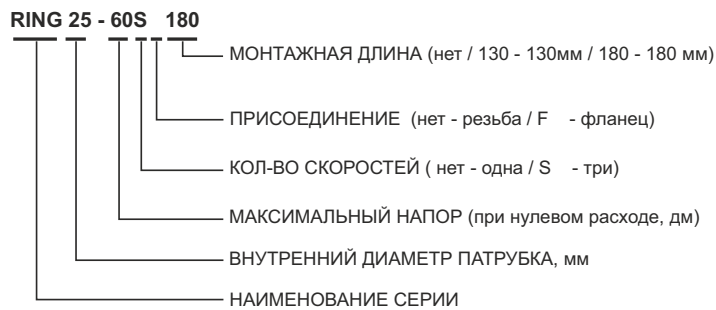 RING 25 - 60S 180
МОНТАЖНАЯ ДЛИНА (нет / 130 - 130мм / 180 - 180 мм)
ПРИСОЕДИНЕНИЕ (нет - резьба / F - фланец)
КОЛ-ВО СКОРОСТЕЙ ( нет - одна / S - три)
МАКСИМАЛЬНЫЙ НАПОР (при нулевом расходе, дм)
ВНУТРЕННИЙ ДИАМЕТР ПАТРУБКА, мм
НАИМЕНОВАНИЕ СЕРИИ